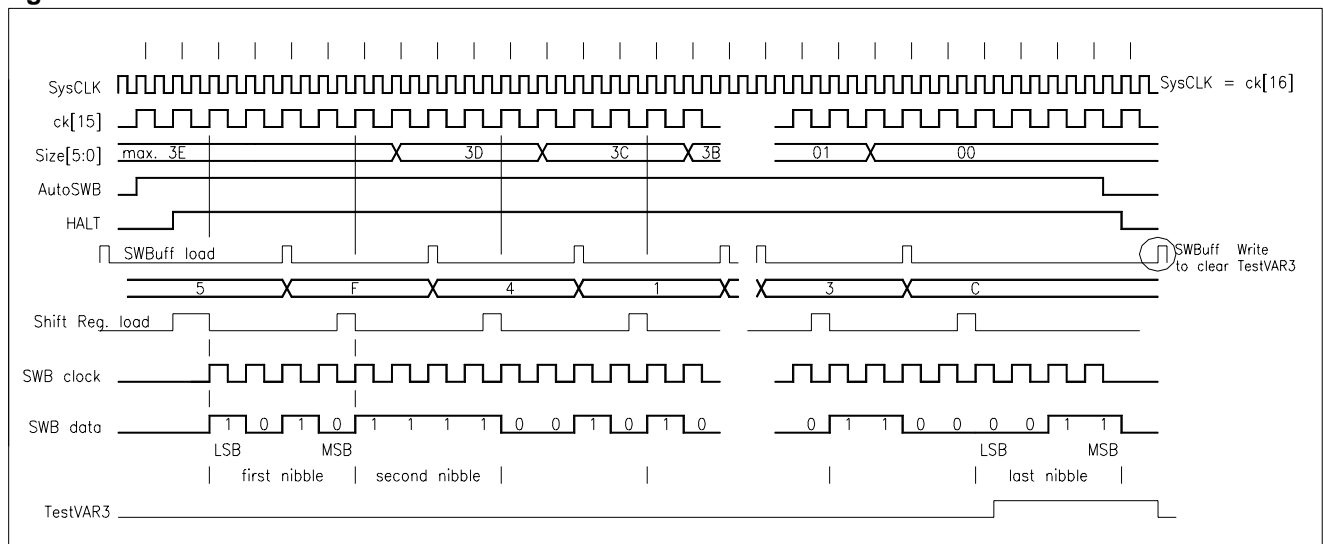 SysCLK SysCLK = ck[16]
ck[15]
Size[5:0] max. 3E 3D 3C 3B 01 00
AutoSWB
HALT
SWBuff load SWBuff Write
to clear TestVAR3
5 F 4 1 3 C
Shift Reg. load
SWB clock
SWB data 1 0 1 0 1 1 1 1 0 0 1 0 1 0 0 1 1 0 0 0 0 1 1
LSB MSB LSB MSB
first nibble second nibble last nibble
TestVAR3